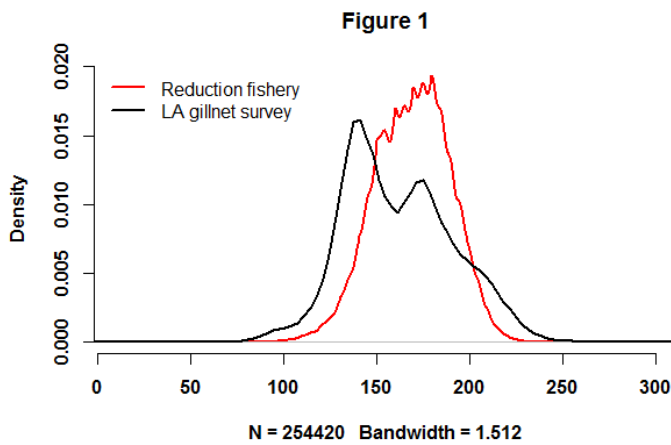 Figure 1
Reduction fishery
LA gillnet survey
Density
0.020
0.015
0.010
0.005
0.000
0 50 100 150 200 250 300
N = 254420 Bandwidth = 1.512